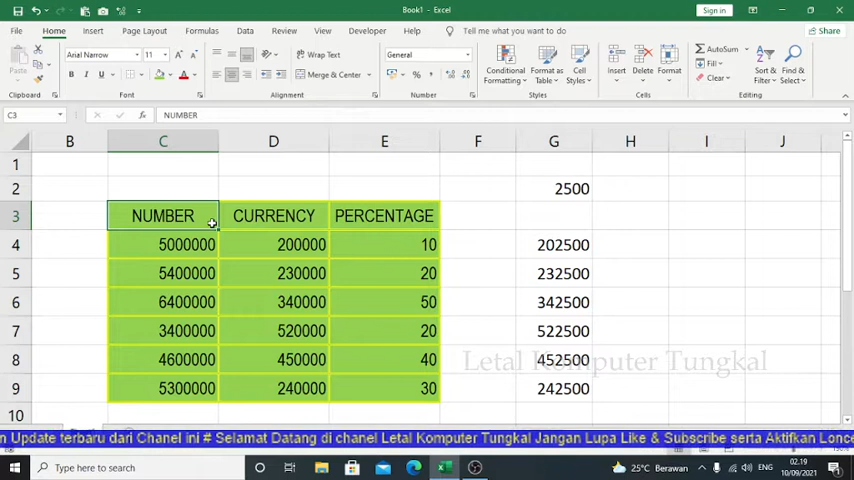 Book1 - Excel
Sign in
File Home Insert Page Layout Formulas Data Review View Help Tell me what you want to do Share
Paste
Arial Narrow 11 Wrap Text General AutoSum
B I U Merge & Center % Fill Clear
Conditional Formatting Format as Table Cell Styles Insert Delete Format Sort & Filter Find & Select
Clipboard Font Alignment Number Styles Cells Editing
C3 fx NUMBER
B C D E F G H I J
1
2 2500
3 NUMBER CURRENCY PERCENTAGE
4 5000000 200000 10 202500
5 5400000 230000 20 232500
6 6400000 340000 50 342500
7 3400000 520000 20 522500
8 4600000 450000 40 452500
9 5300000 240000 30 242500
10
Letal Komputer Tungkal
Update terbaru dari Chanel ini # Selamat Datang di chanel Letal Komputer Tungkal Jangan Lupa Like & Subscribe serta Aktifkan Lonce
Type here to search
25°C Berawan ENG 02.19
10/09/2021